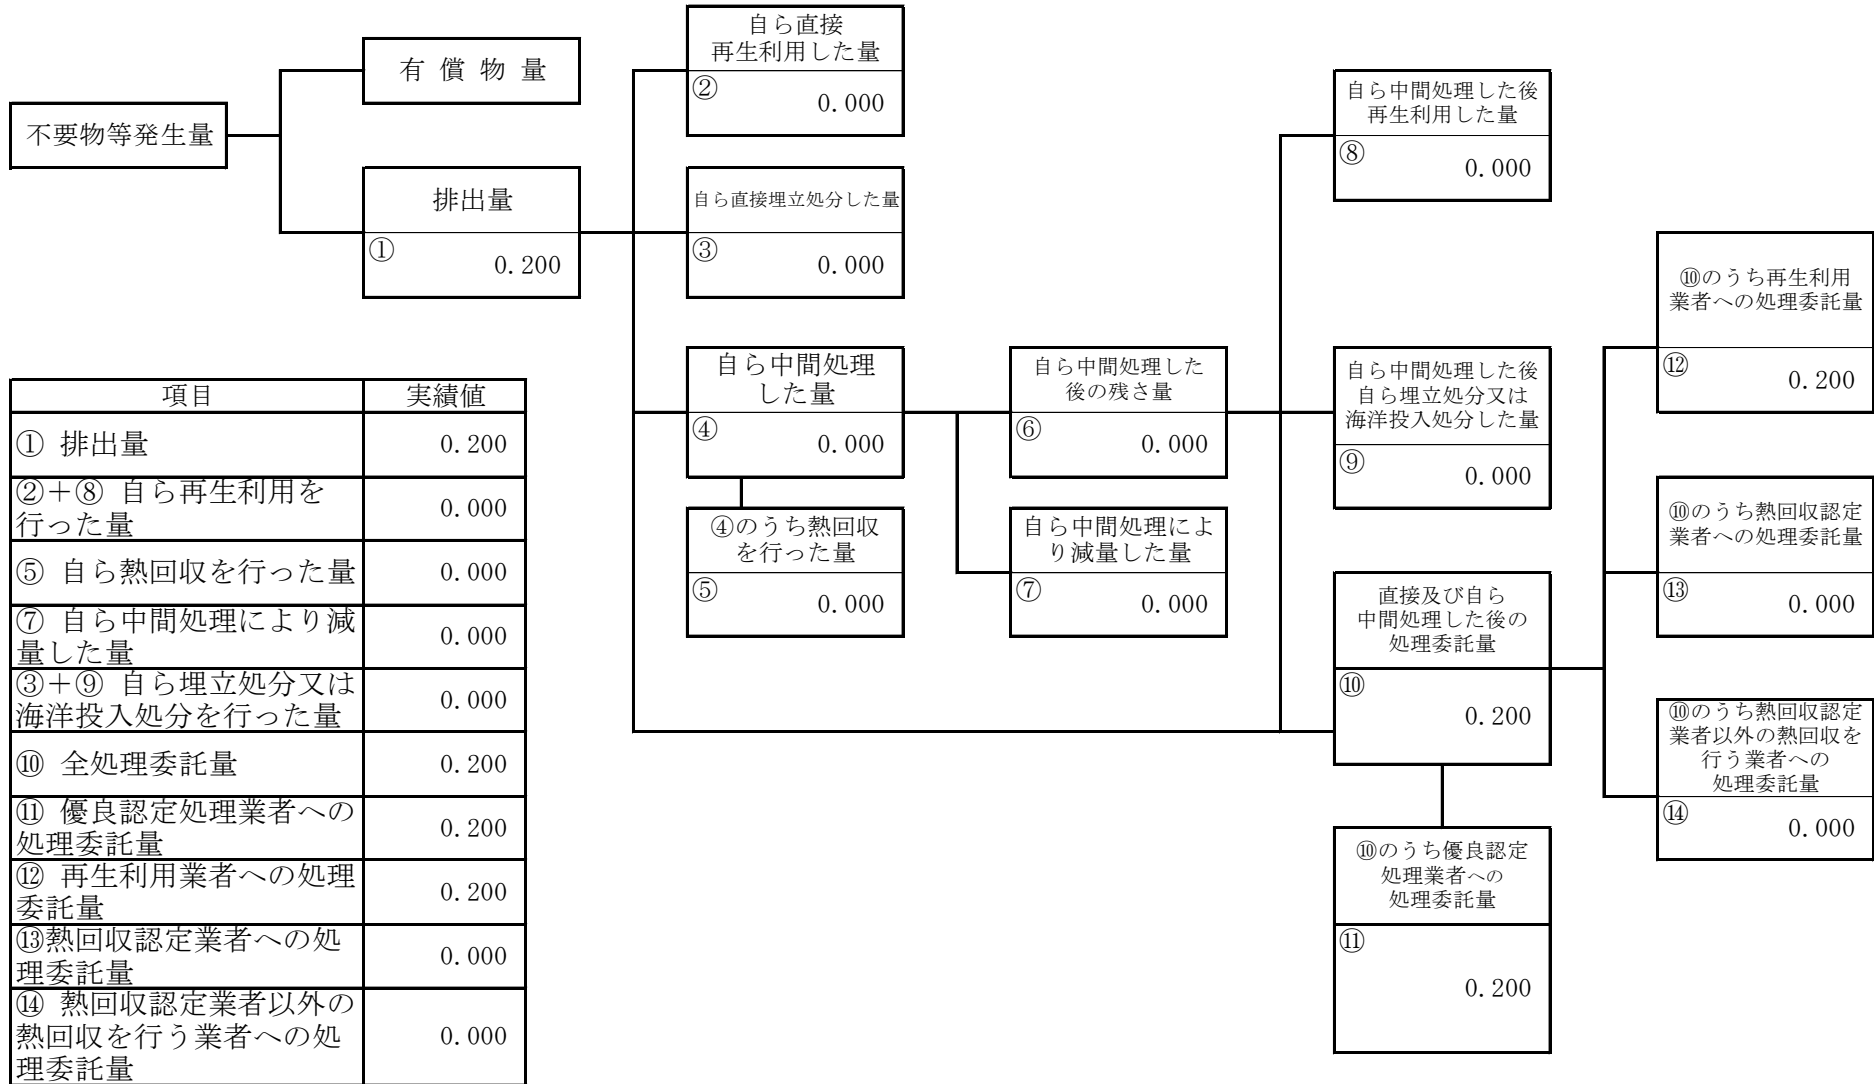 自ら直接
再生利用した量
② 0.000
有 償 物 量
不要物等発生量
排出量
① 0.200
自ら直接埋立処分した量
③ 0.000
自ら中間処理した後
再生利用した量
⑧ 0.000
自ら中間処理
した量
④ 0.000
④のうち熱回収
を行った量
⑤ 0.000
自ら中間処理した
後の残さ量
⑥ 0.000
自ら中間処理によ
り減量した量
⑦ 0.000
自ら中間処理した後
自ら埋立処分又は
海洋投入処分した量
⑨ 0.000
直接及び自ら
中間処理した後の
処理委託量
⑩
0.200
⑩のうち優良認定
処理業者への
処理委託量
⑪
0.200
⑩のうち再生利用
業者への処理委託量
⑫ 0.200
⑩のうち熱回収認定
業者への処理委託量
⑬ 0.000
⑩のうち熱回収認定
業者以外の熱回収を
行う業者への
処理委託量
⑭ 0.000
項目 実績値
① 排出量 0.200
②＋⑧ 自ら再生利用を
行った量 0.000
⑤ 自ら熱回収を行った量 0.000
⑦ 自ら中間処理により減
量した量 0.000
③＋⑨ 自ら埋立処分又は
海洋投入処分を行った量 0.000
⑩ 全処理委託量 0.200
⑪ 優良認定処理業者への
処理委託量 0.200
⑫ 再生利用業者への処理
委託量 0.200
⑬熱回収認定業者への処
理委託量 0.000
⑭ 熱回収認定業者以外の
熱回収を行う業者への処
理委託量 0.000